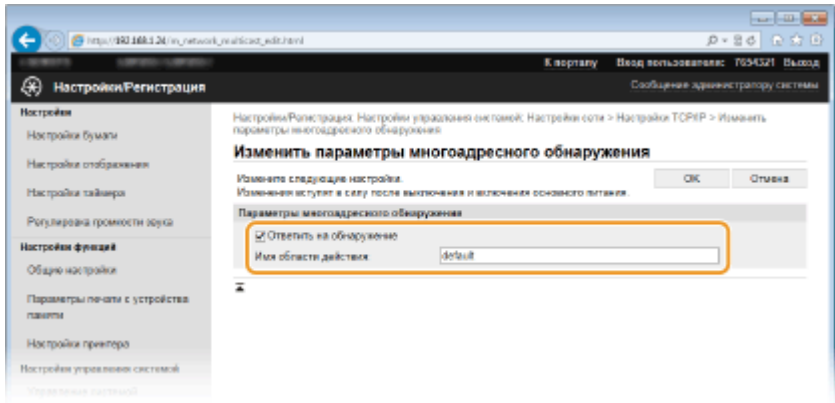 http://192.168.1.24/m_network_multicast_edit.html
К порталу Вход пользователя: 7654321 Выход
Настройки/Регистрация
Сообщение администратору системы
Настройки
Настройки бумаги
Настройки отображения
Настройки таймера
Регулировка громкости звука
Настройки функций
Общие настройки
Параметры печати с устройства
памяти
Настройки принтера
Настройки управления системой
Управление системой
Настройки/Регистрация: Настройки управления системой: Настройки сети > Настройки TCP/IP > Изменить
параметры многоадресного обнаружения
Изменить параметры многоадресного обнаружения
Измените следующие настройки.
Изменения вступят в силу после выключения и включения основного питания.
OK Отмена
Параметры многоадресного обнаружения
Ответить на обнаружение
Имя области действия: default